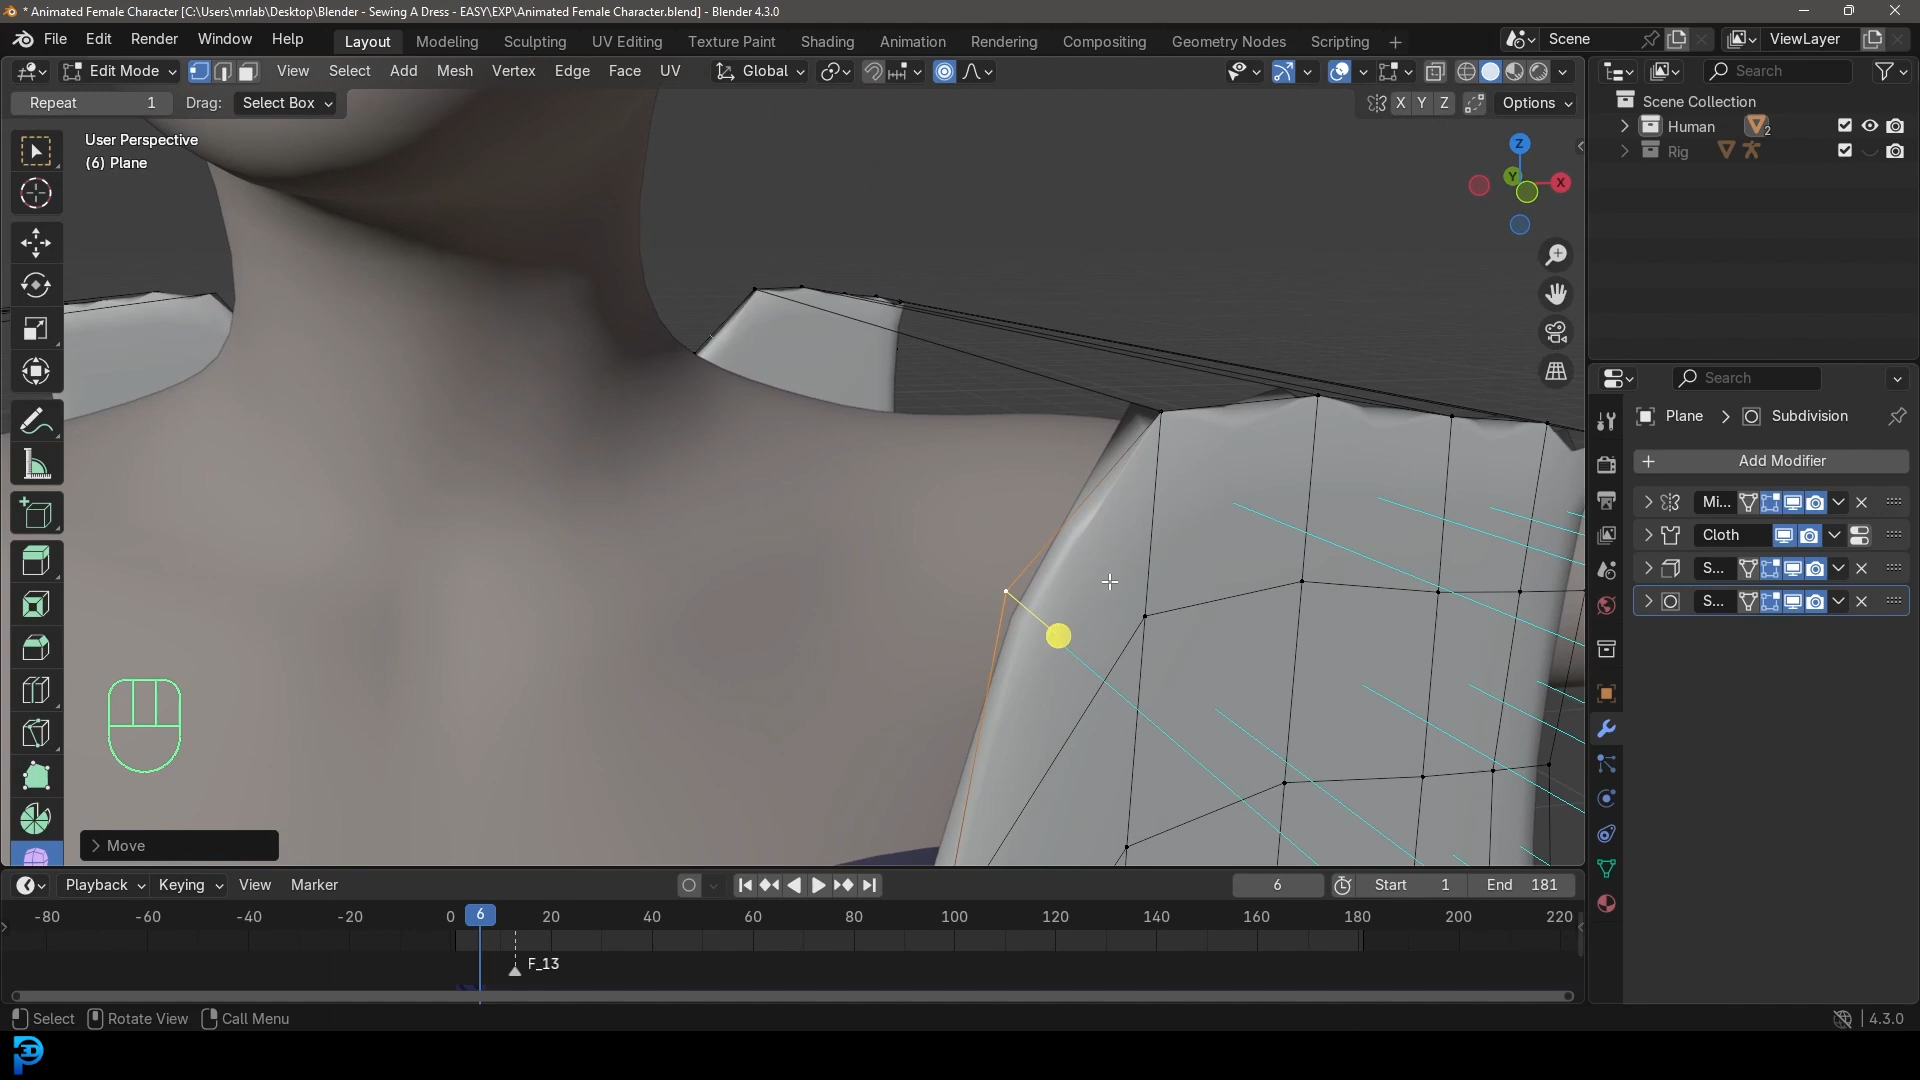 * Animated Female Character [C:\Users\mrlab\Desktop\Blender - Sewing A Dress - EASY\EXP\Animated Female Character.blend] - Blender 4.3.0
File Edit Render Window Help Layout Modeling Sculpting UV Editing Texture Paint Shading Animation Rendering Compositing Geometry Nodes Scripting + Scene ViewLayer
Edit Mode View Select Add Mesh Vertex Edge Face UV Global Search
Repeat 1 Drag: Select Box X Y Z Options Scene Collection
User Perspective Human 2
(6) Plane Rig
Z
Y X
Search
Plane > Subdivision
+ Add Modifier
Mi...
Cloth
S...
S...
> Move
Playback Keying View Marker 6 Start 1 End 181
-80 -60 -40 -20 0 6 20 40 60 80 100 120 140 160 180 200 220
F_13
Select Rotate View Call Menu 4.3.0